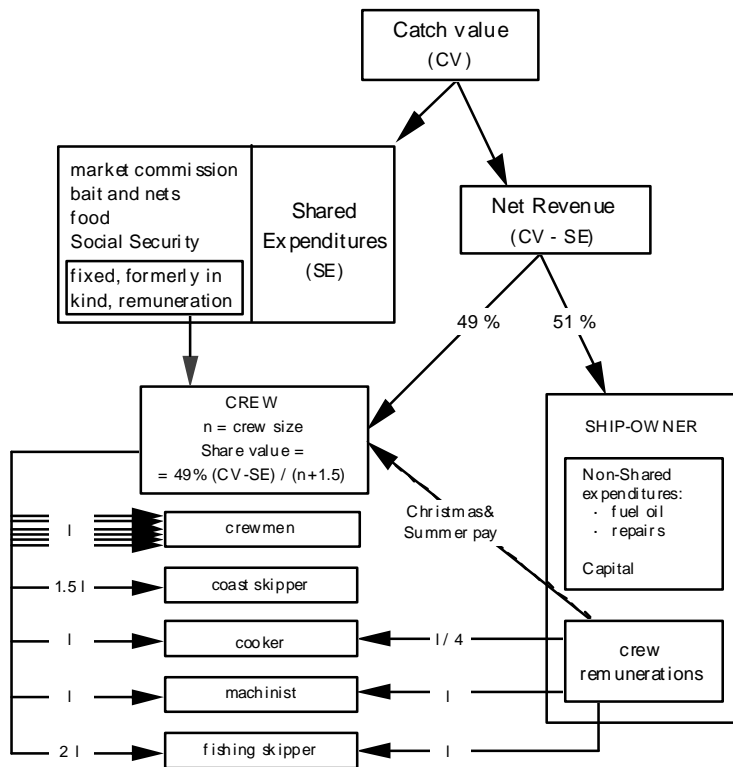 Catch value
(CV)
market commission
bait and nets
food
Social Security
fixed, formerly in
kind, remuneration
Shared
Expenditures
(SE)
Net Revenue
(CV - SE)
49 %
51 %
CREW
n = crew size
Share value =
= 49% (CV-SE) / (n+1.5)
SHIP-OWNER
Non-Shared
expenditures:
· fuel oil
· repairs
Capital
Christmas&
Summer pay
l
crewmen
1.5 l
coast skipper
l
cooker
l / 4
crew
remunerations
l
machinist
l
2 l
fishing skipper
l